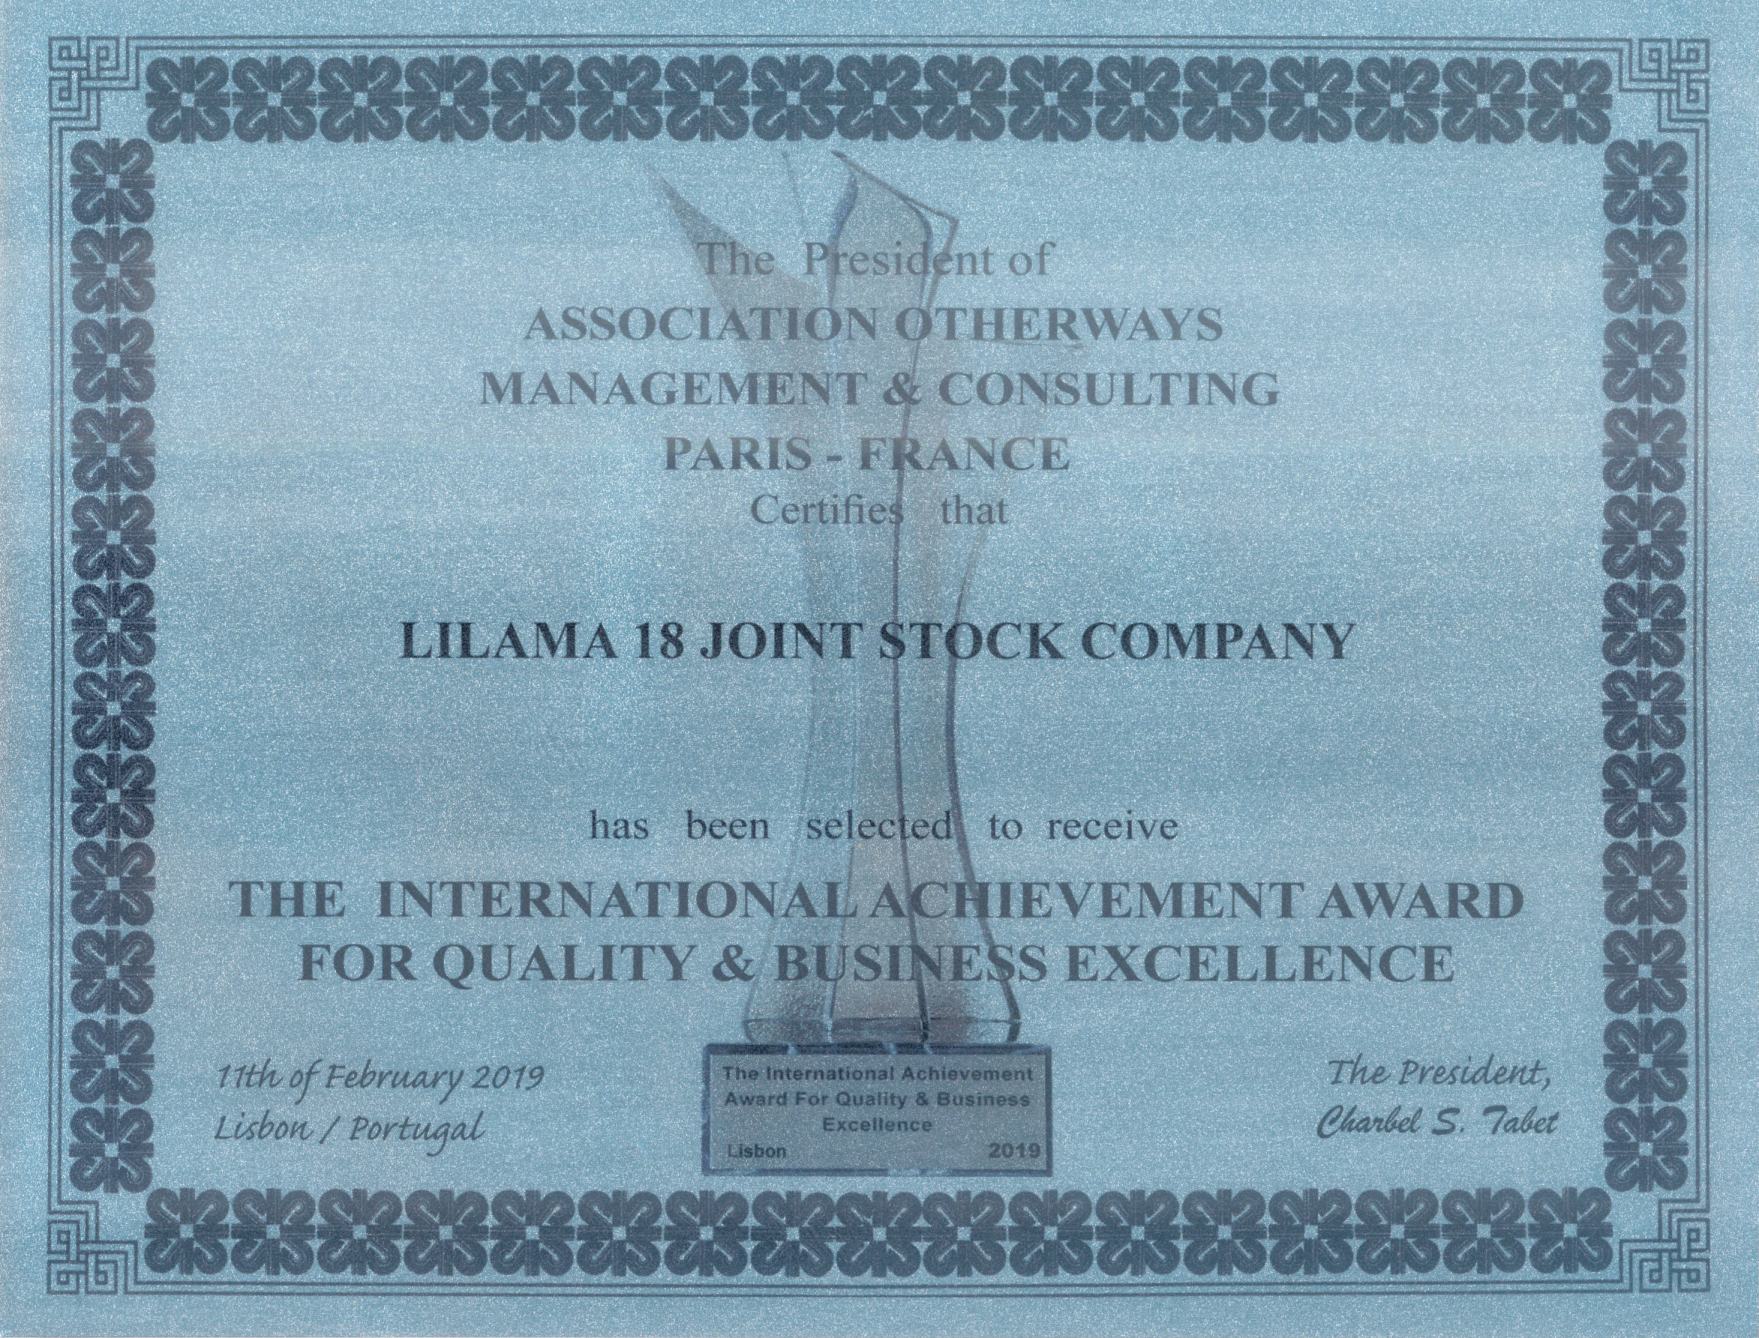 The President of
ASSOCIATION OTHERWAYS
MANAGEMENT & CONSULTING
PARIS - FRANCE
Certifies that
LILAMA 18 JOINT STOCK COMPANY
has been selected to receive
THE INTERNATIONAL ACHIEVEMENT AWARD
FOR QUALITY & BUSINESS EXCELLENCE
11th of February 2019
Lisbon / Portugal
The International Achievement
Award For Quality & Business
Excellence
Lisbon 2019
The President,
Charbel S. Tabet